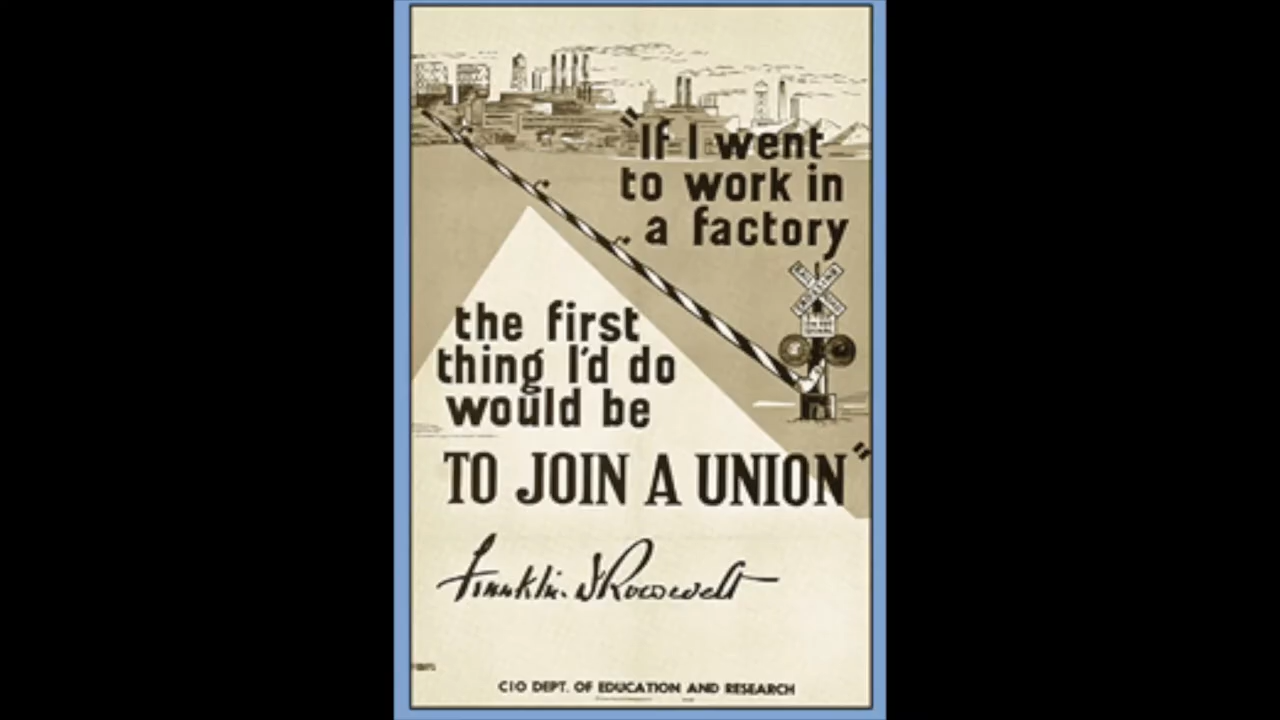 "If I went
to work in
a factory
the first
thing I'd do
would be
TO JOIN A UNION"
Franklin D Roosevelt
CIO DEPT. OF EDUCATION AND RESEARCH